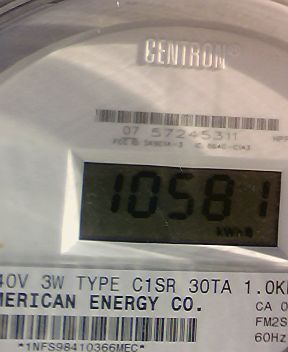 CENTRON®
07 57245311
10581
kWh
40V 3W TYPE C1SR 30TA 1.0K
MERICAN ENERGY CO.
CA 0
FM2S
60Hz
*1NFS98410366MEC*